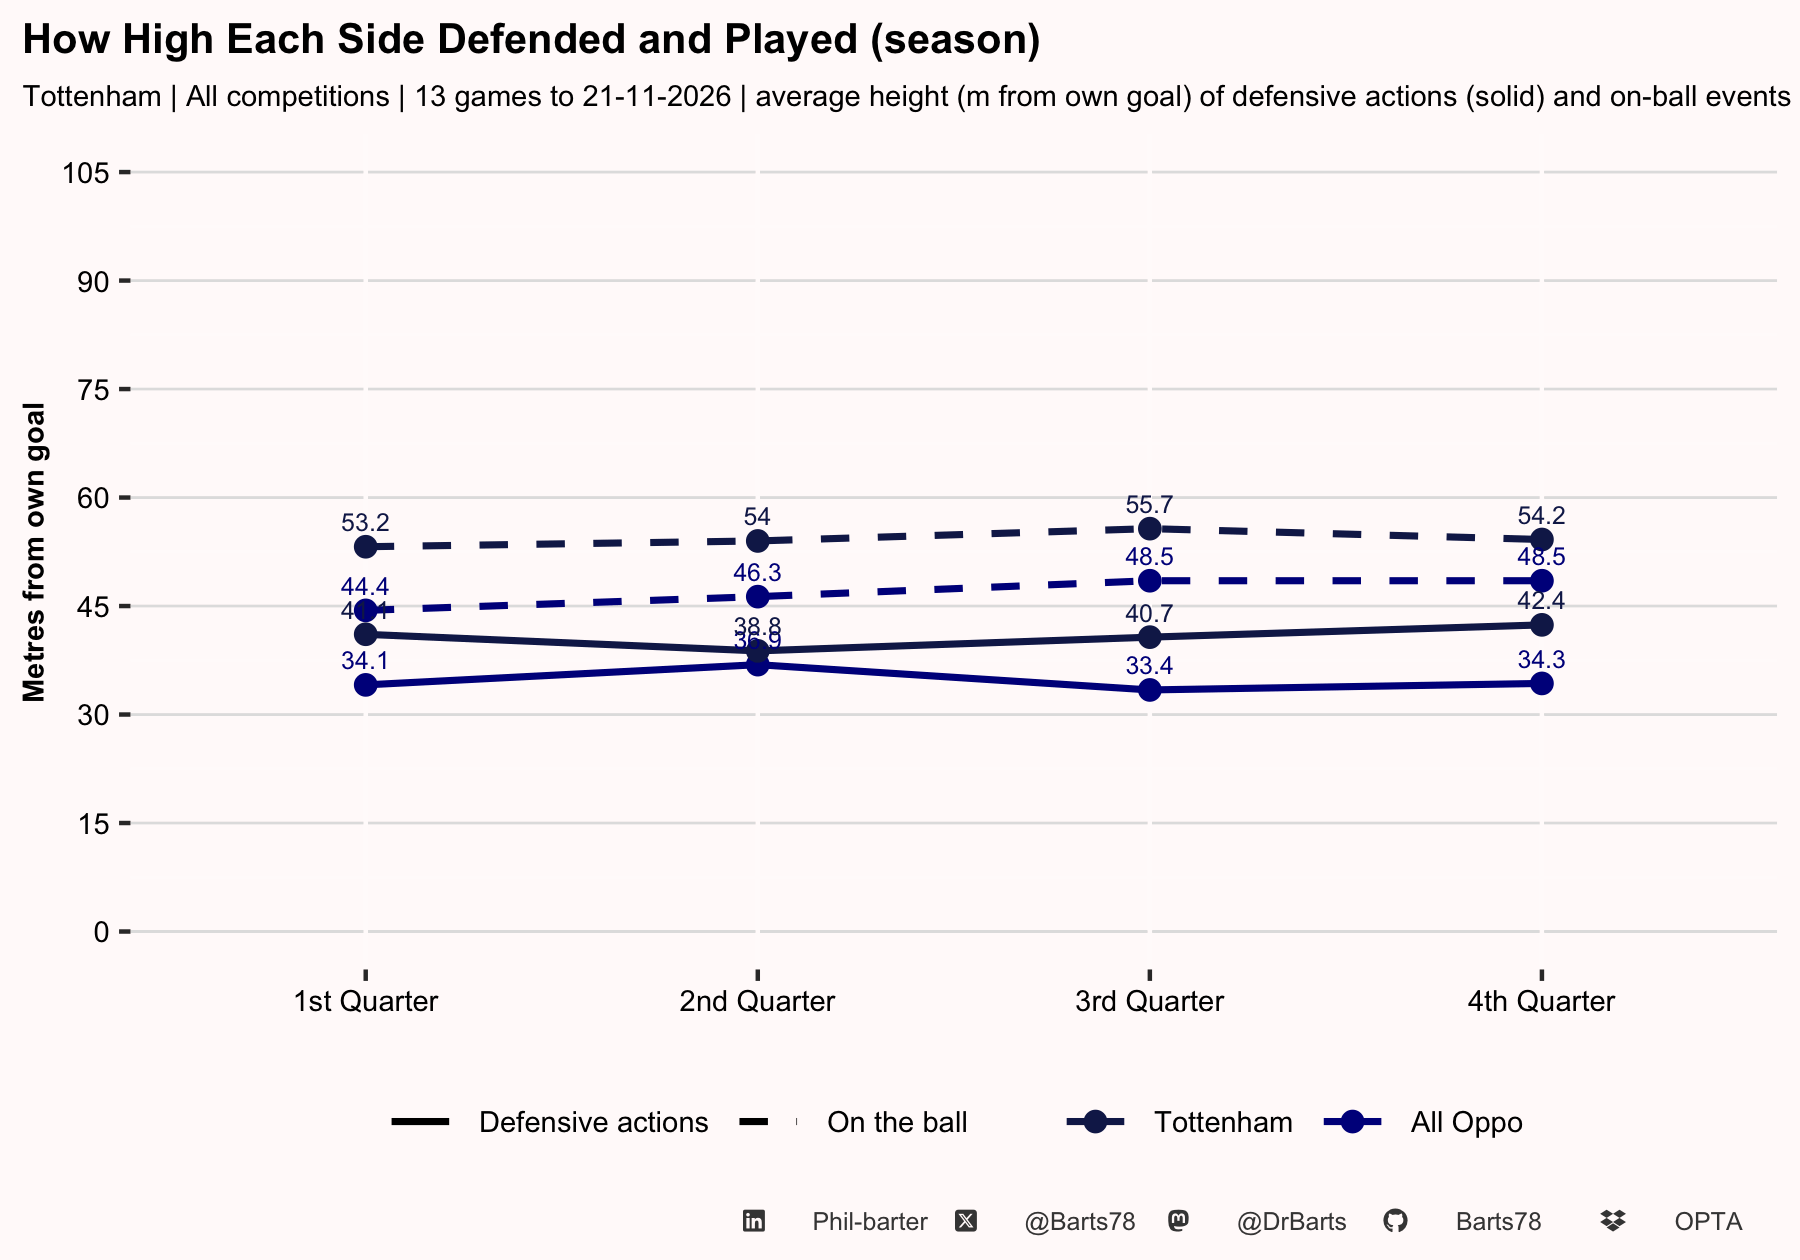 How High Each Side Defended and Played (season)
Tottenham | All competitions | 13 games to 21-11-2026 | average height (m from own goal) of defensive actions (solid) and on-ball events
Metres from own goal
105
90
75
60
45
30
15
0
53.2
54
55.7
54.2
44.4
46.3
48.5
48.5
38.8
40.7
42.4
34.1
36.9
33.4
34.3
1st Quarter
2nd Quarter
3rd Quarter
4th Quarter
Defensive actions
On the ball
Tottenham
All Oppo
Phil-barter
@Barts78
@DrBarts
Barts78
OPTA